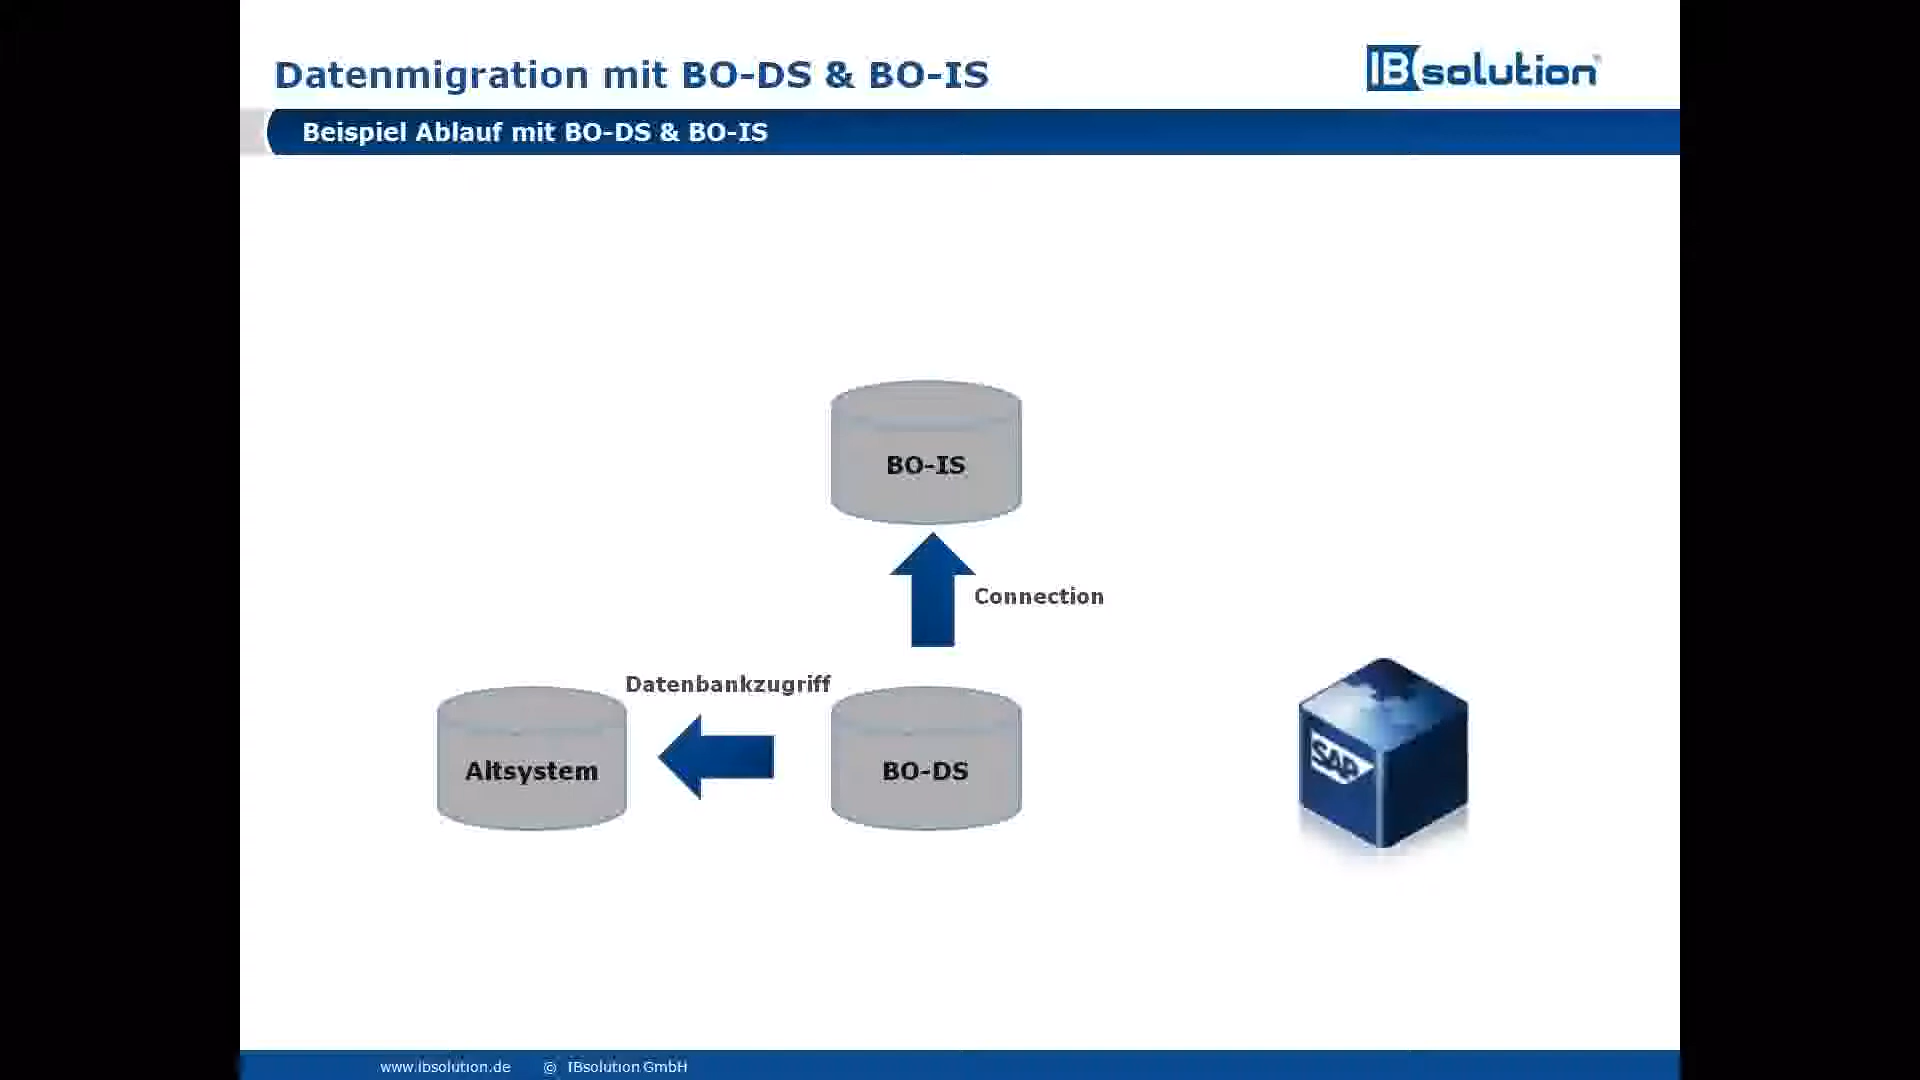 Datenmigration mit BO-DS & BO-IS
IBsolution®
Beispiel Ablauf mit BO-DS & BO-IS
BO-IS
Connection
Datenbankzugriff
Altsystem
BO-DS
SAP
www.ibsolution.de © IBsolution GmbH